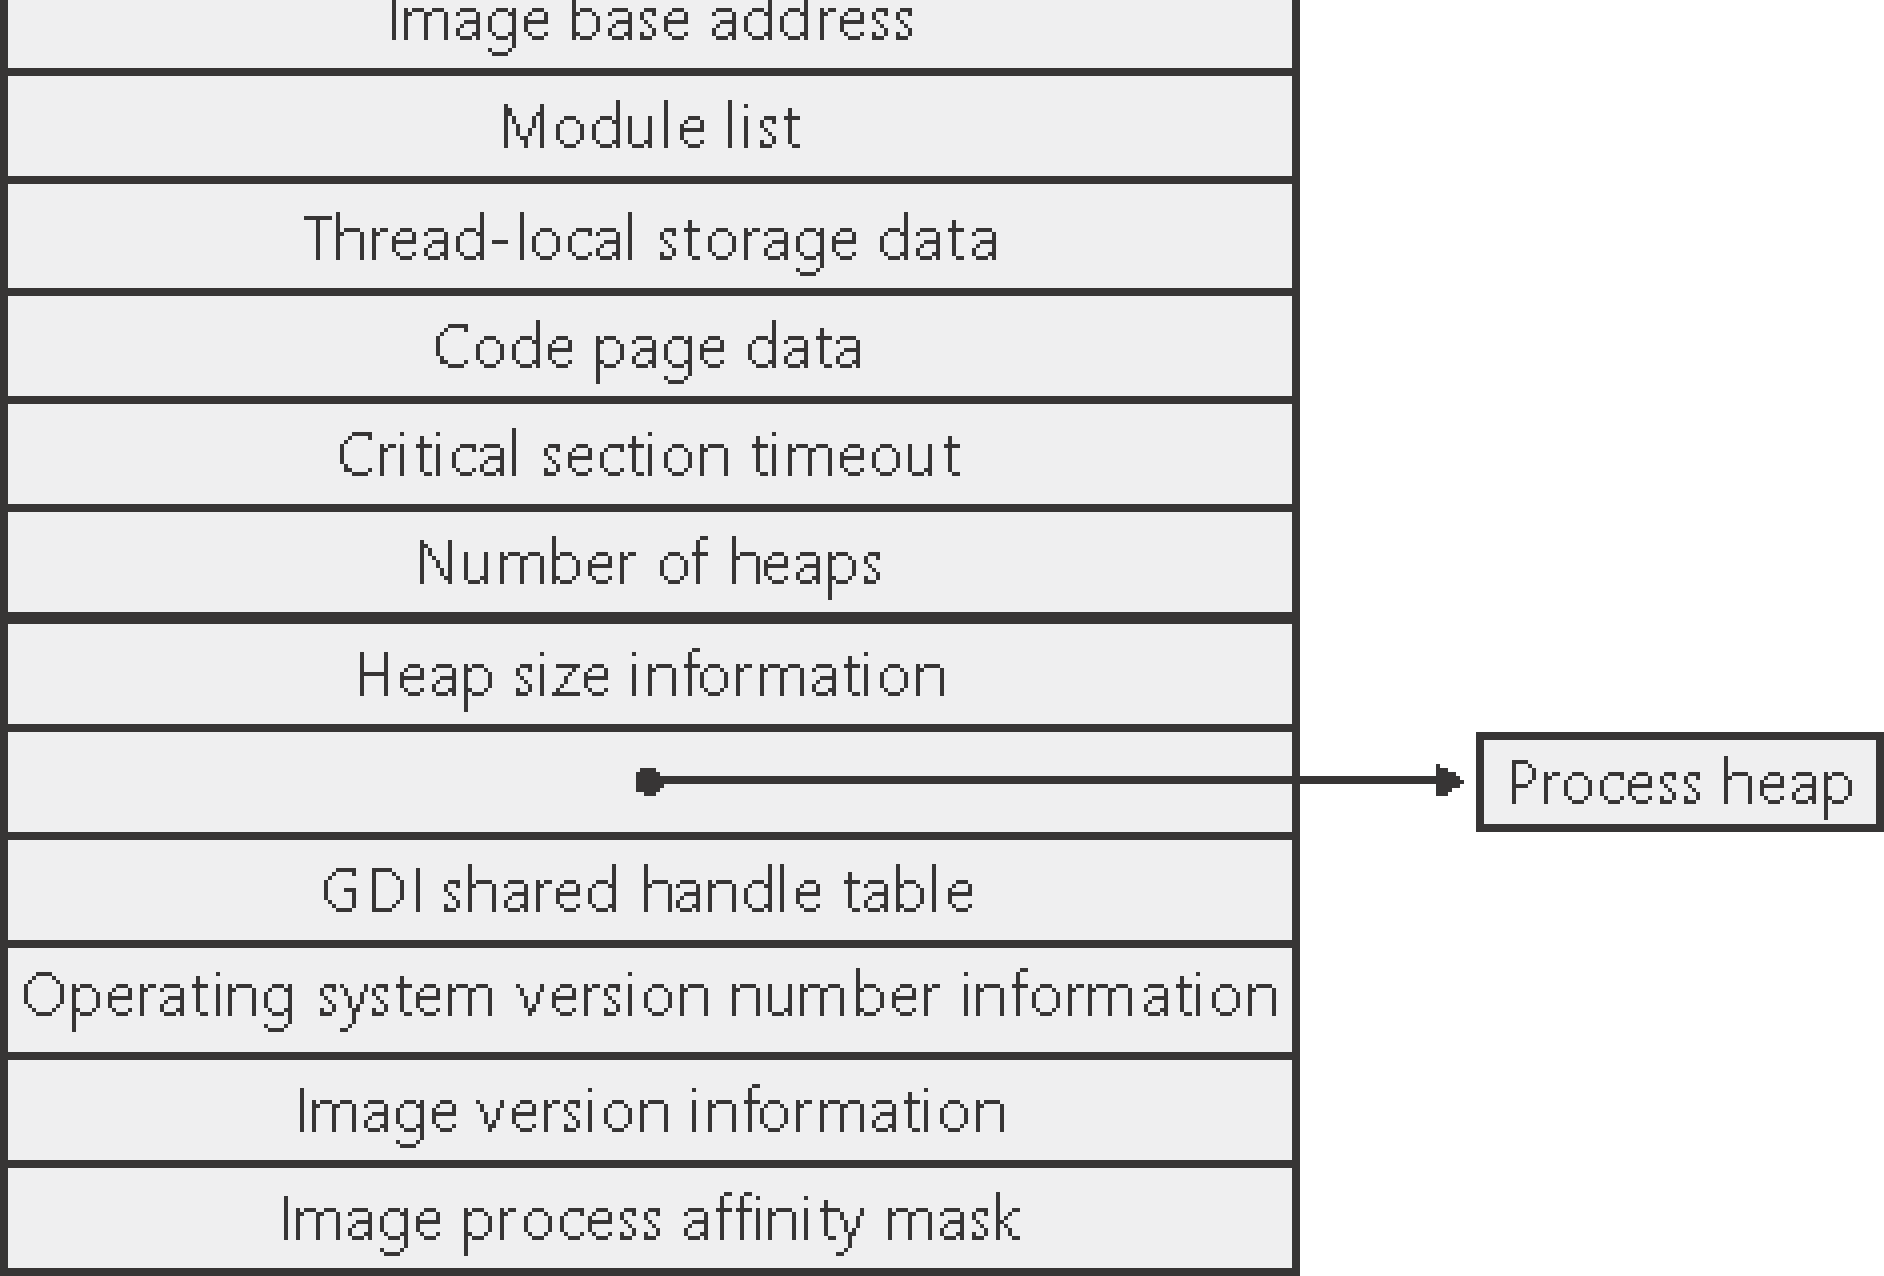 Image base address
Module list
Thread-local storage data
Code page data
Critical section timeout
Number of heaps
Heap size information
Process heap
GDI shared handle table
Operating system version number information
Image version information
Image process affinity mask